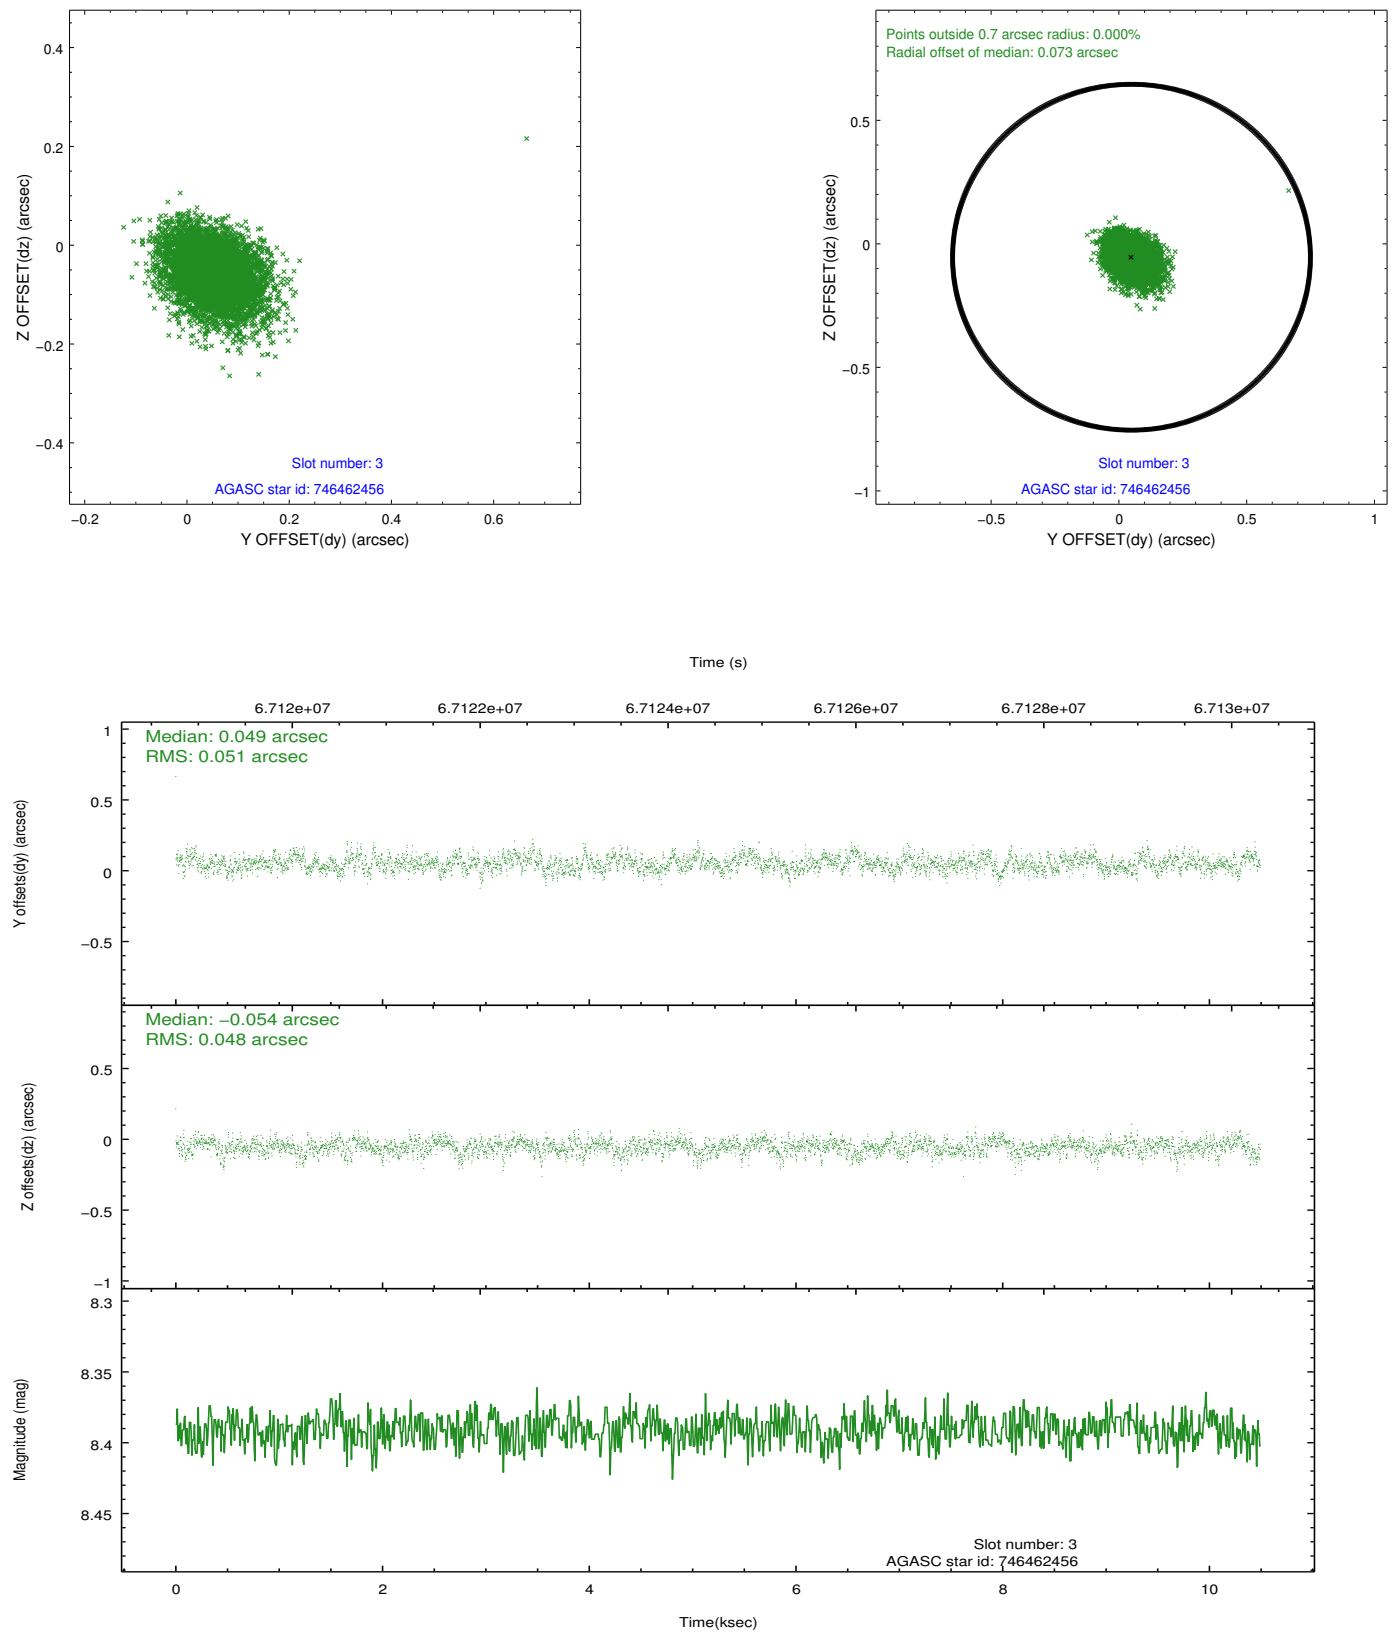 0.4
0.2
0
−0.2
−0.4
Z OFFSET(dz) (arcsec)
Slot number: 3
AGASC star id: 746462456
−0.2
0
0.2
0.4
0.6
Y OFFSET(dy) (arcsec)
Points outside 0.7 arcsec radius: 0.000%
Radial offset of median: 0.073 arcsec
0.5
0
−0.5
−1
Z OFFSET(dz) (arcsec)
Slot number: 3
AGASC star id: 746462456
−0.5
0
0.5
1
Y OFFSET(dy) (arcsec)
Time (s)
6.712e+07
6.7122e+07
6.7124e+07
6.7126e+07
6.7128e+07
6.713e+07
Median: 0.049 arcsec
RMS: 0.051 arcsec
1
0.5
0
−0.5
Y offsets(dy) (arcsec)
Median: −0.054 arcsec
RMS: 0.048 arcsec
0.5
0
−0.5
−1
Z offsets(dz) (arcsec)
8.3
8.35
8.4
8.45
Magnitude (mag)
Slot number: 3
AGASC star id: 746462456
0
2
4
6
8
10
Time(ksec)